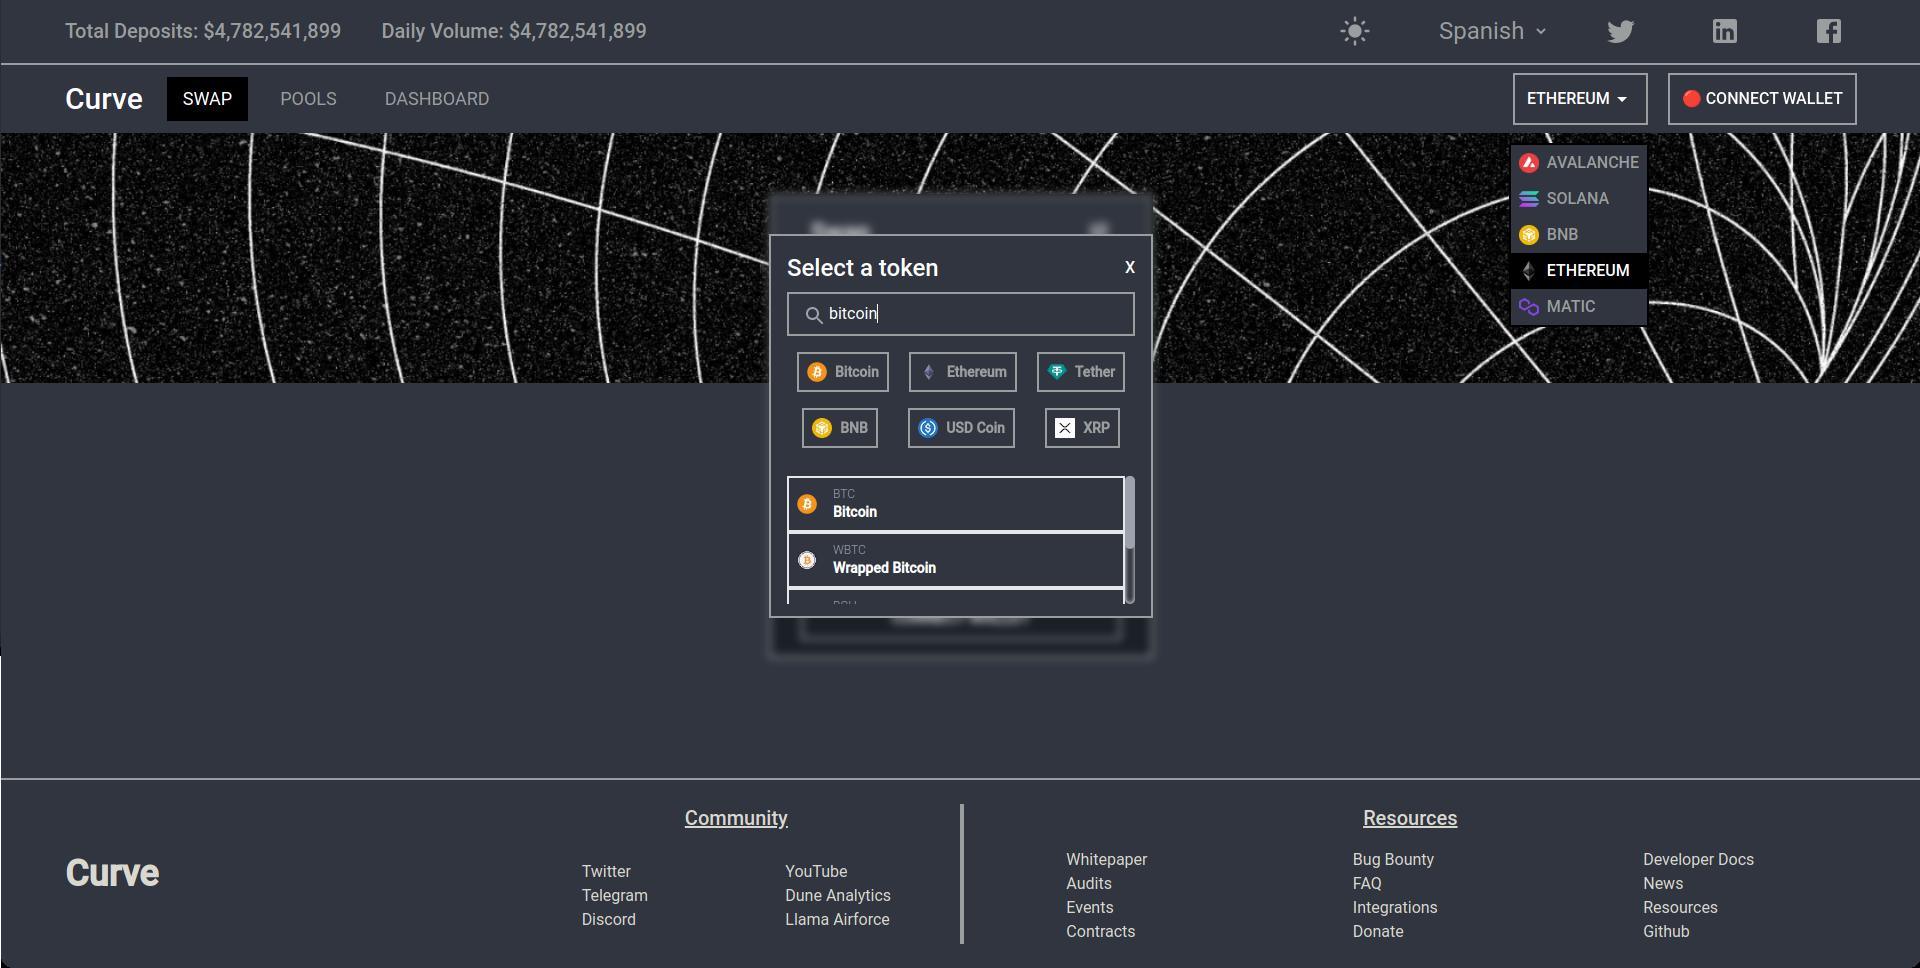 Total Deposits: $4,782,541,899 Daily Volume: $4,782,541,899 Spanish
Curve SWAP POOLS DASHBOARD ETHEREUM CONNECT WALLET
AVALANCHE
SOLANA
BNB
ETHEREUM
MATIC
Select a token X
bitcoin
Bitcoin Ethereum Tether
BNB USD Coin XRP
BTC
Bitcoin
WBTC
Wrapped Bitcoin
Curve
Community
Twitter YouTube
Telegram Dune Analytics
Discord Llama Airforce
Resources
Whitepaper Bug Bounty Developer Docs
Audits FAQ News
Events Integrations Resources
Contracts Donate Github